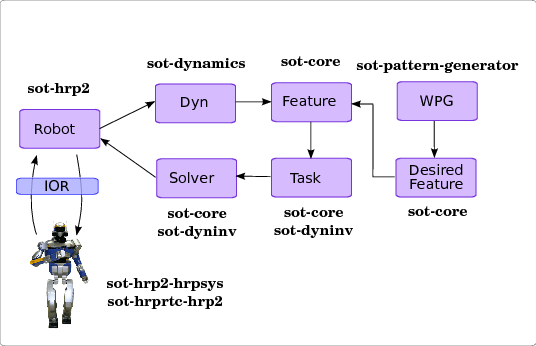 sot-dynamics
sot-core
sot-pattern-generator
sot-hrp2
Dyn
Feature
WPG
Robot
Solver
Task
Desired
Feature
IOR
sot-core
sot-dyninv
sot-core
sot-dyninv
sot-core
sot-hrp2-hrpsys
sot-hrprtc-hrp2